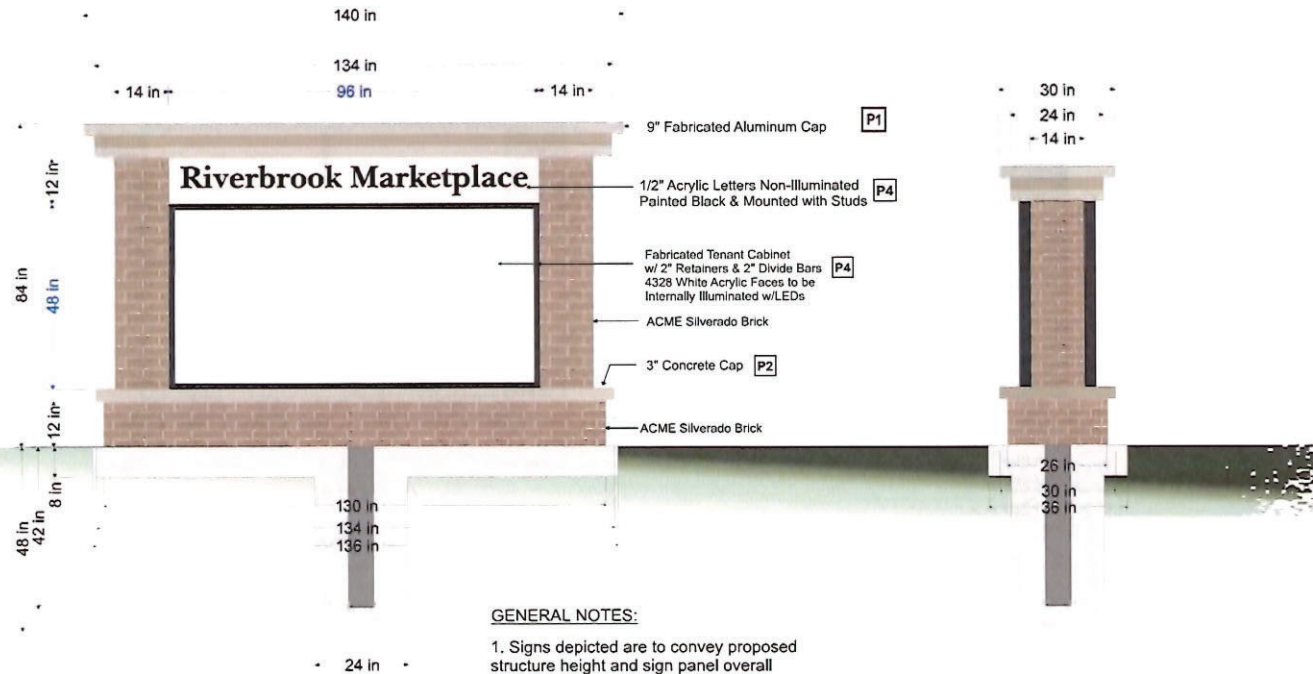 140 in
134 in
14 in
96 in
14 in
30 in
24 in
14 in
9" Fabricated Aluminum Cap
P1
12 in
Riverbrook Marketplace
1/2" Acrylic Letters Non-Illuminated
Painted Black & Mounted with Studs
P4
84 in
48 in
Fabricated Tenant Cabinet
w/ 2" Retainers & 2" Divide Bars
4328 White Acrylic Faces to be
Internally Illuminated w/LEDs
P4
ACME Silverado Brick
3" Concrete Cap
P2
12 in
ACME Silverado Brick
8 in
42 in
48 in
130 in
134 in
136 in
26 in
30 in
36 in
24 in
GENERAL NOTES:
1. Signs depicted are to convey proposed
structure height and sign panel overall